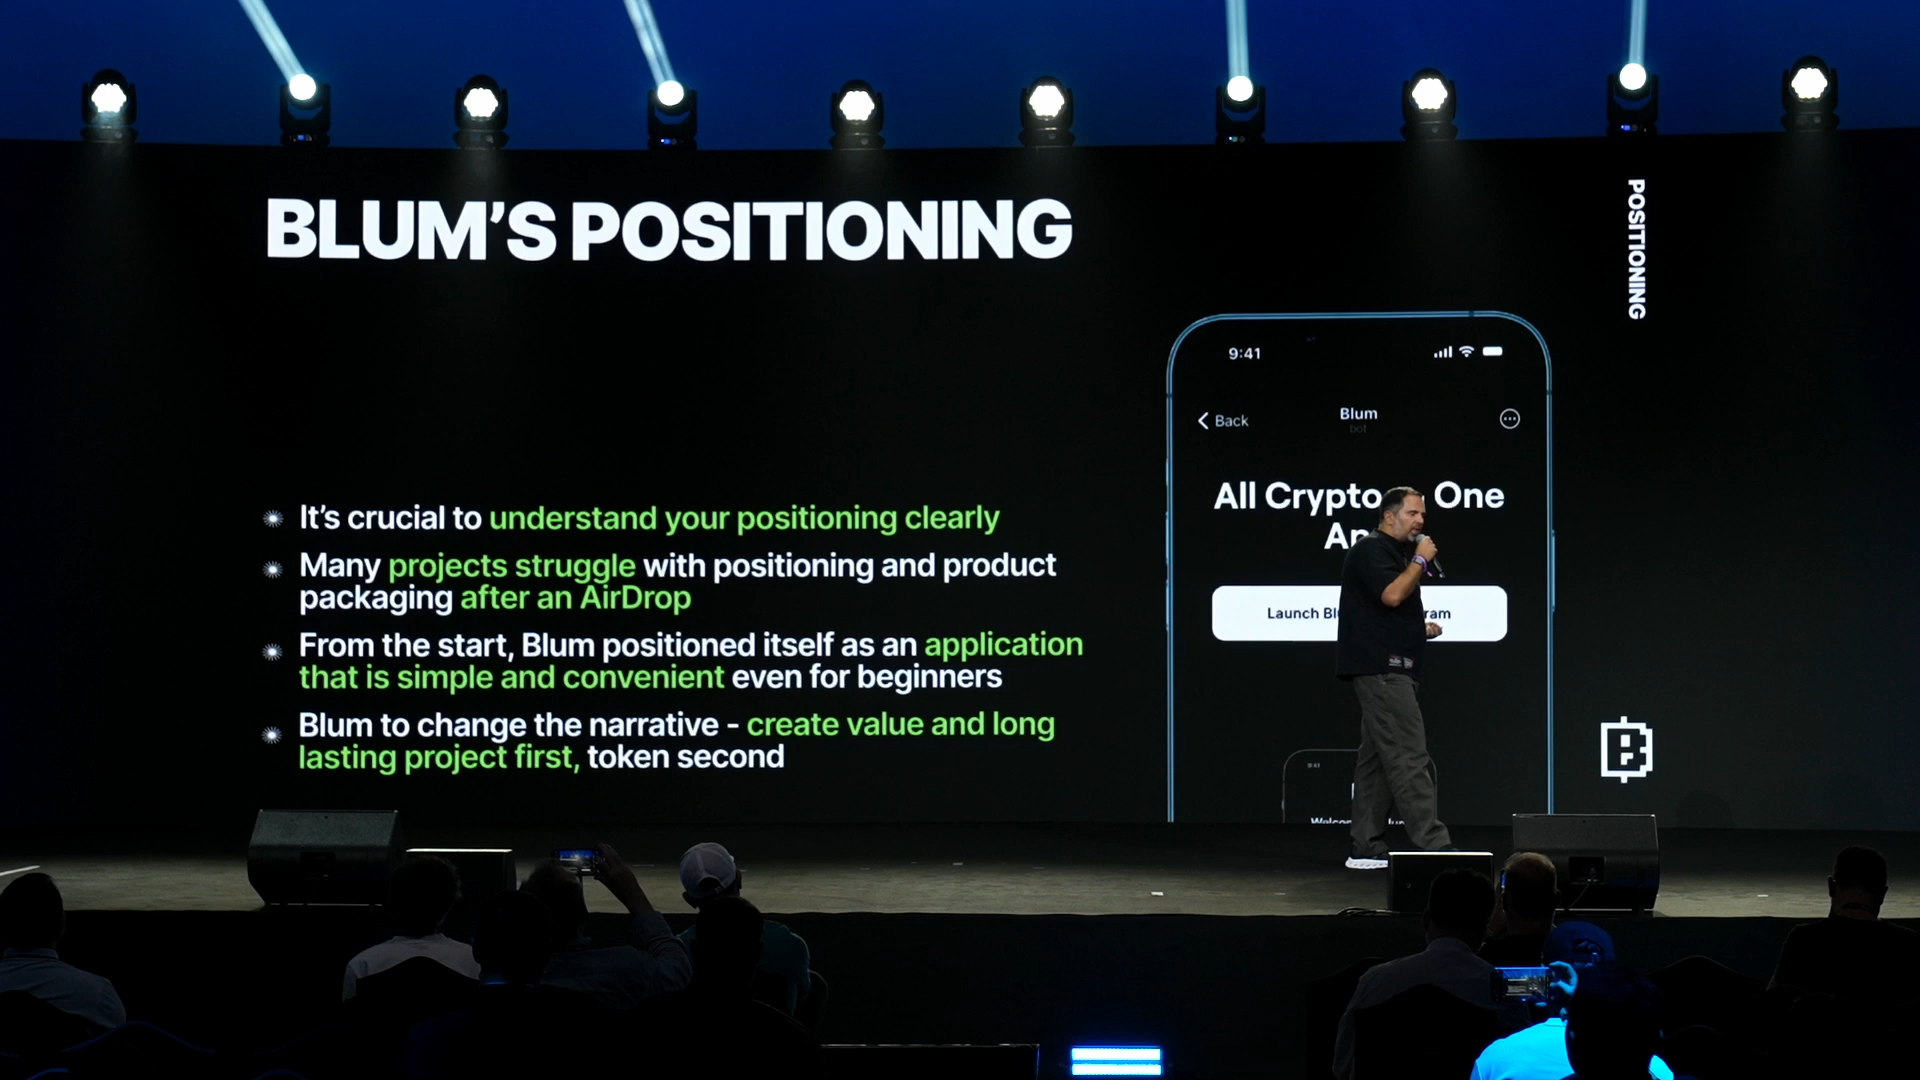 BLUM’S POSITIONING
POSITIONING
It’s crucial to understand your positioning clearly
Many projects struggle with positioning and product
packaging after an AirDrop
From the start, Blum positioned itself as an application
that is simple and convenient even for beginners
Blum to change the narrative - create value and long
lasting project first, token second
9:41
Back
Blum
bot
All Crypto One
Launch
9:41